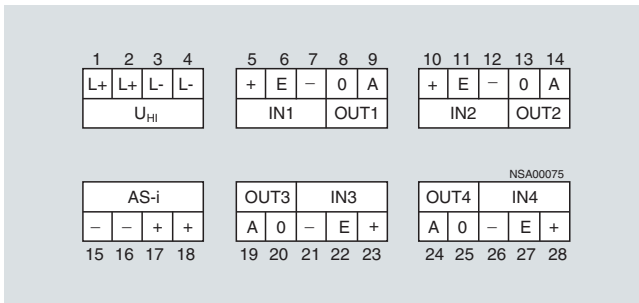 1 2 3 4 5 6 7 8 9 10 11 12 13 14
L+ L+ L- L- + E – 0 A + E – 0 A
UHI IN1 OUT1 IN2 OUT2
NSA00075
AS-i OUT3 IN3 OUT4 IN4
– – + + A 0 – E + A 0 – E +
15 16 17 18 19 20 21 22 23 24 25 26 27 28